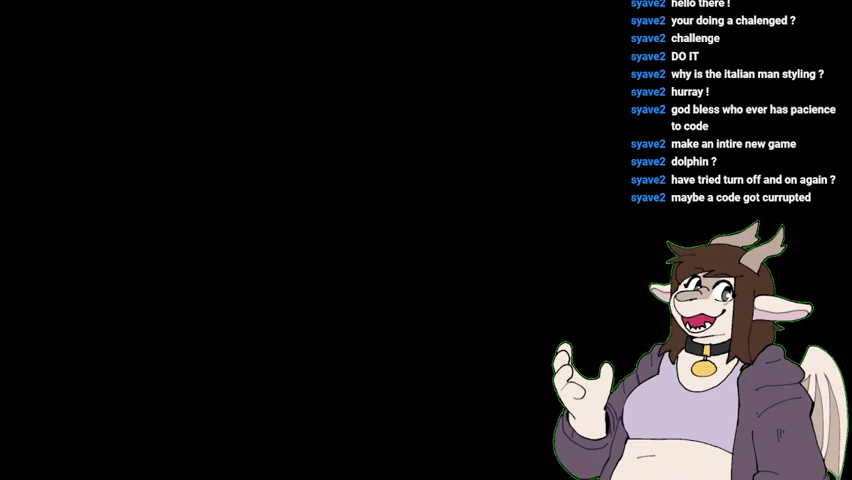 syave2 hello there !
syave2 your doing a chalenged ?
syave2 challenge
syave2 DO IT
syave2 why is the italian man styling ?
syave2 hurray !
syave2 god bless who ever has pacience
to code
syave2 make an intire new game
syave2 dolphin ?
syave2 have tried turn off and on again ?
syave2 maybe a code got currupted